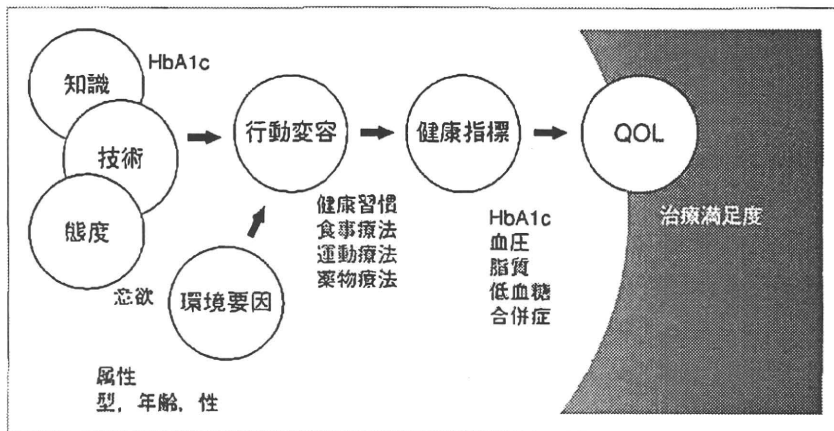 HbA1c
知識
技術
態度
意欲
行動変容
健康習慣
食事療法
運動療法
薬物療法
環境要因
属性
型，年齢，性
健康指標
HbA1c
血圧
脂質
低血糖
合併症
QOL
治療満足度